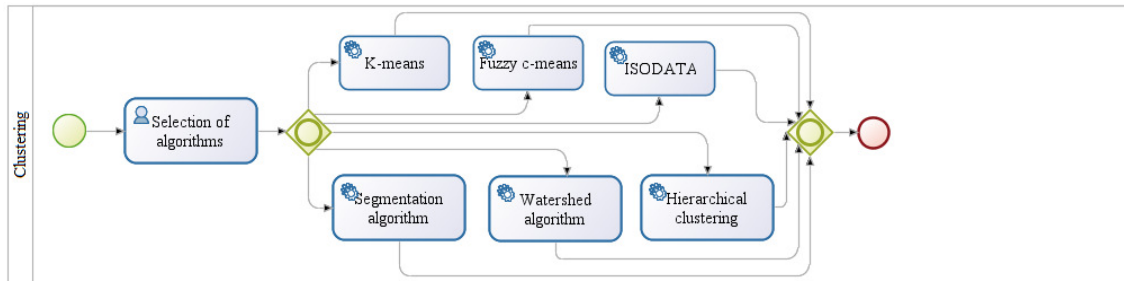 Clustering
K-means
Fuzzy c-means
ISODATA
Selection of
algorithms
Segmentation
algorithm
Watershed
algorithm
Hierarchical
clustering